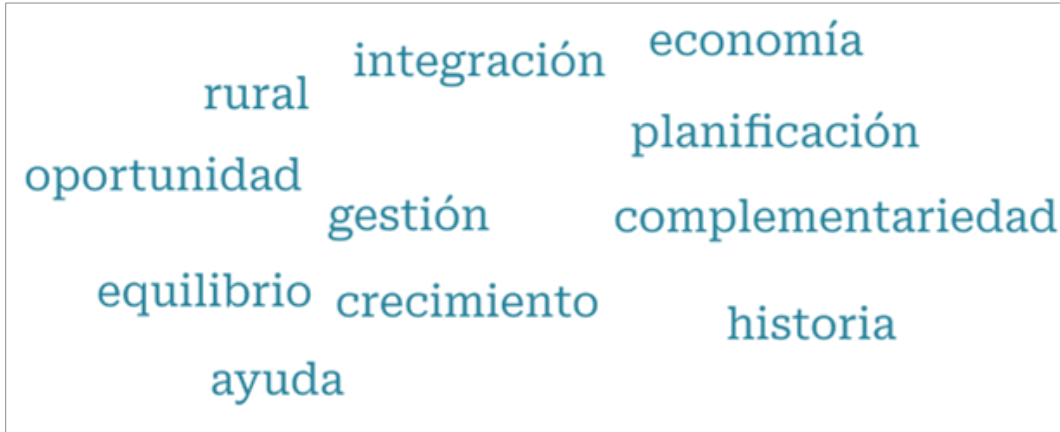 economía
integración
rural
planificación
oportunidad
gestión
complementariedad
equilibrio
crecimiento
historia
ayuda